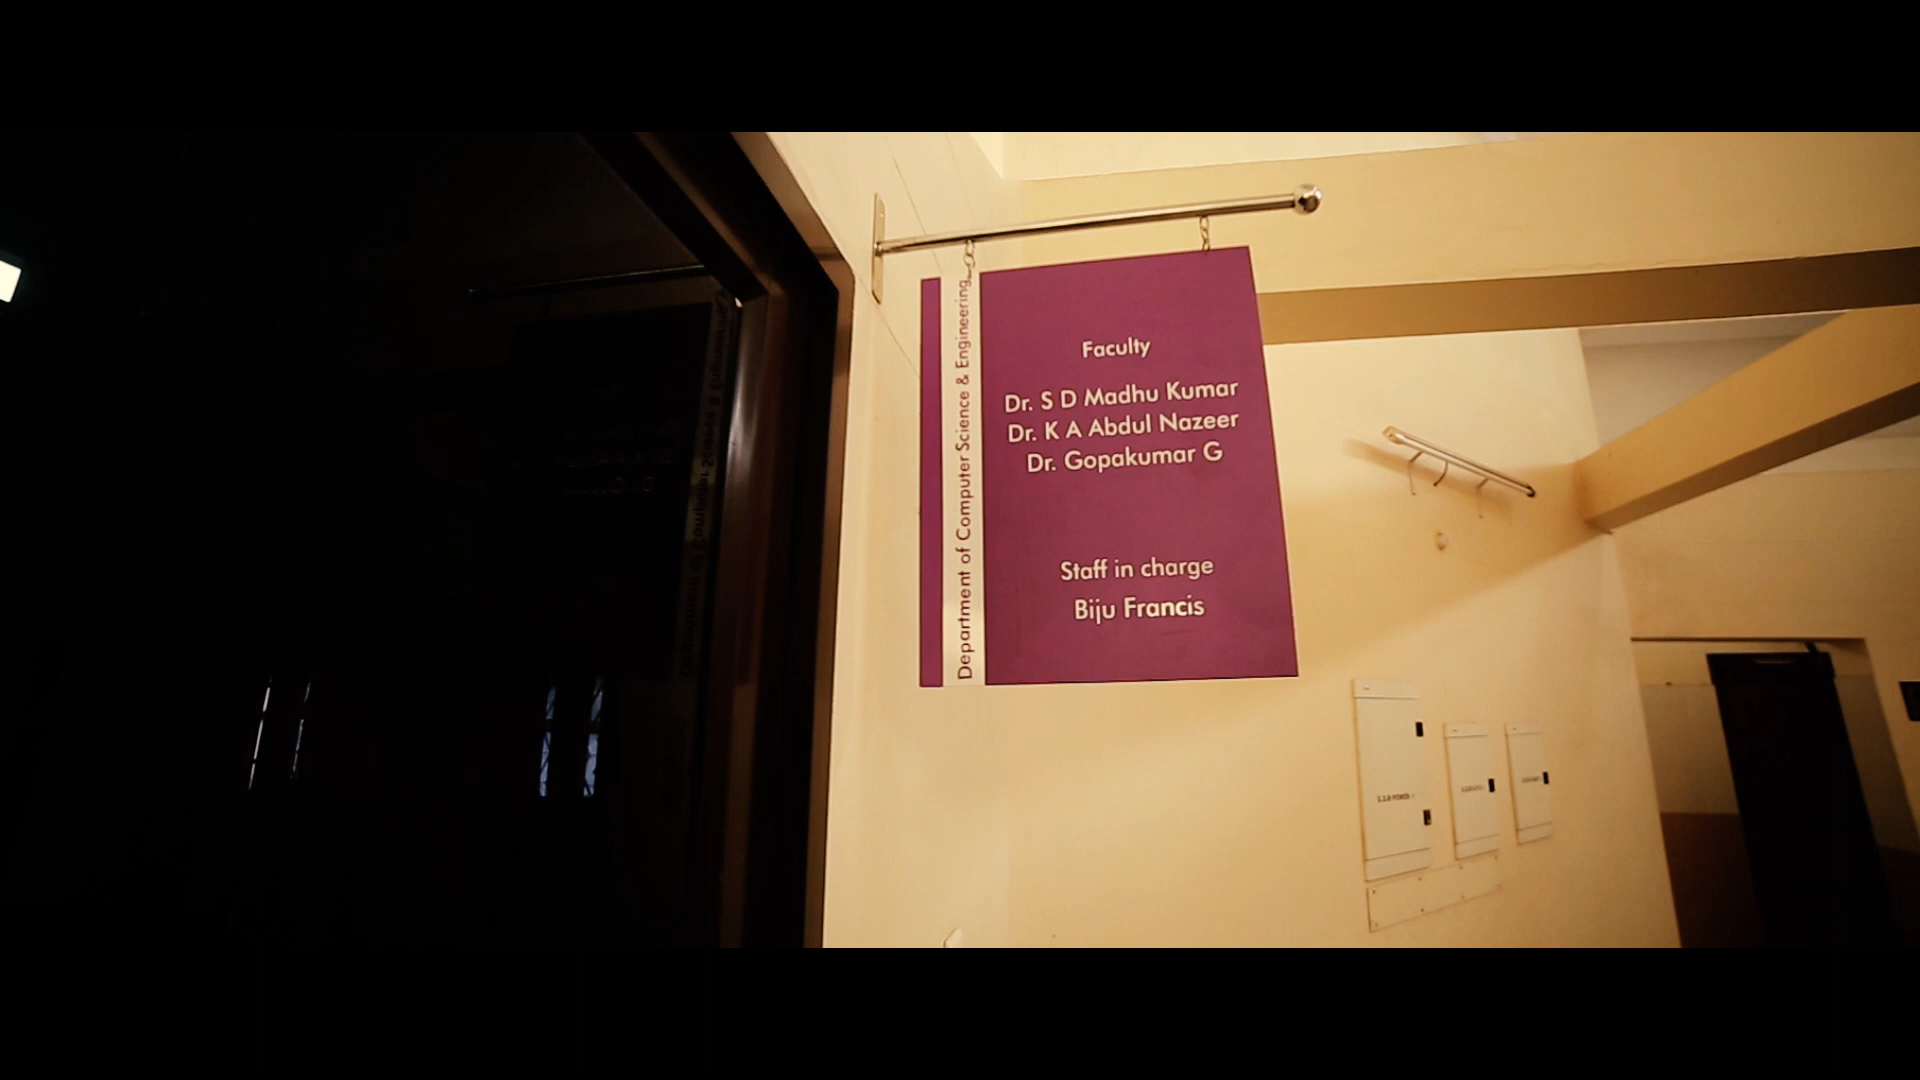 Department of Computer Science & Engineering
Faculty
Dr. S D Madhu Kumar
Dr. K A Abdul Nazeer
Dr. Gopakumar G
Staff in charge
Biju Francis